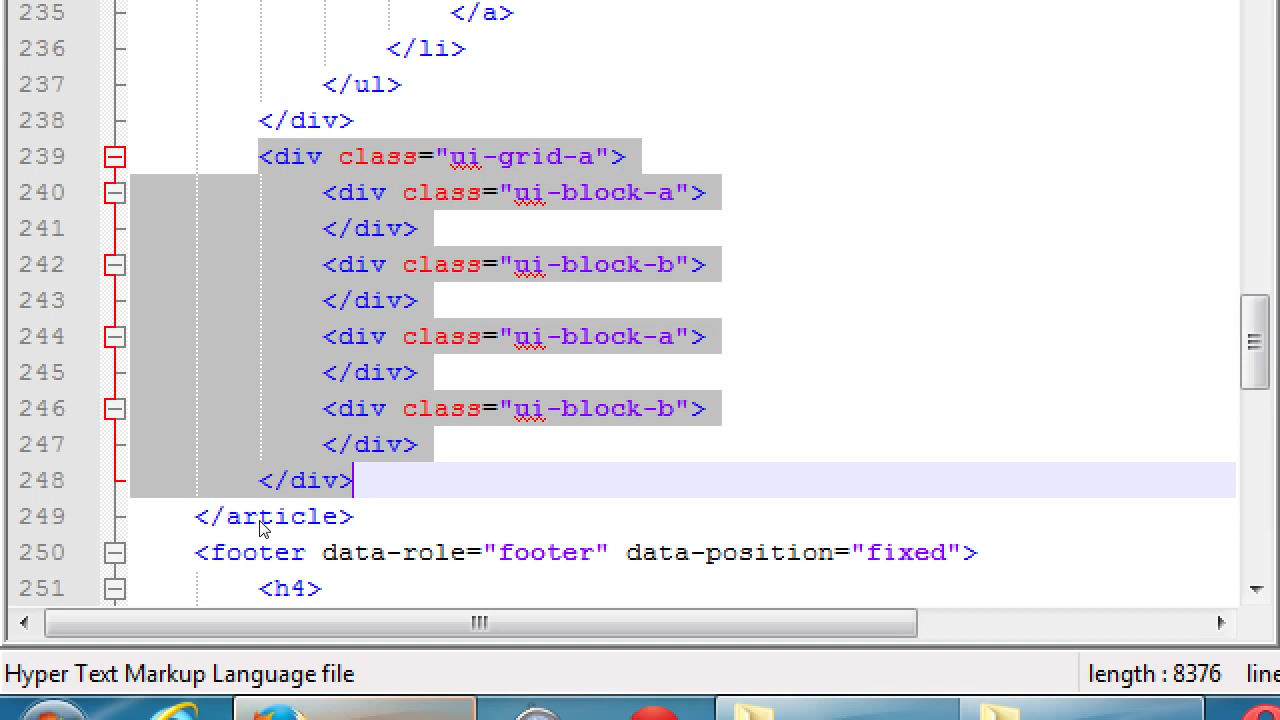 235 </a>
236 </li>
237 </ul>
238 </div>
239 <div class="ui-grid-a">
240 <div class="ui-block-a">
241 </div>
242 <div class="ui-block-b">
243 </div>
244 <div class="ui-block-a">
245 </div>
246 <div class="ui-block-b">
247 </div>
248 </div>
249 </article>
250 <footer data-role="footer" data-position="fixed">
251 <h4>
Hyper Text Markup Language file length : 8376 line